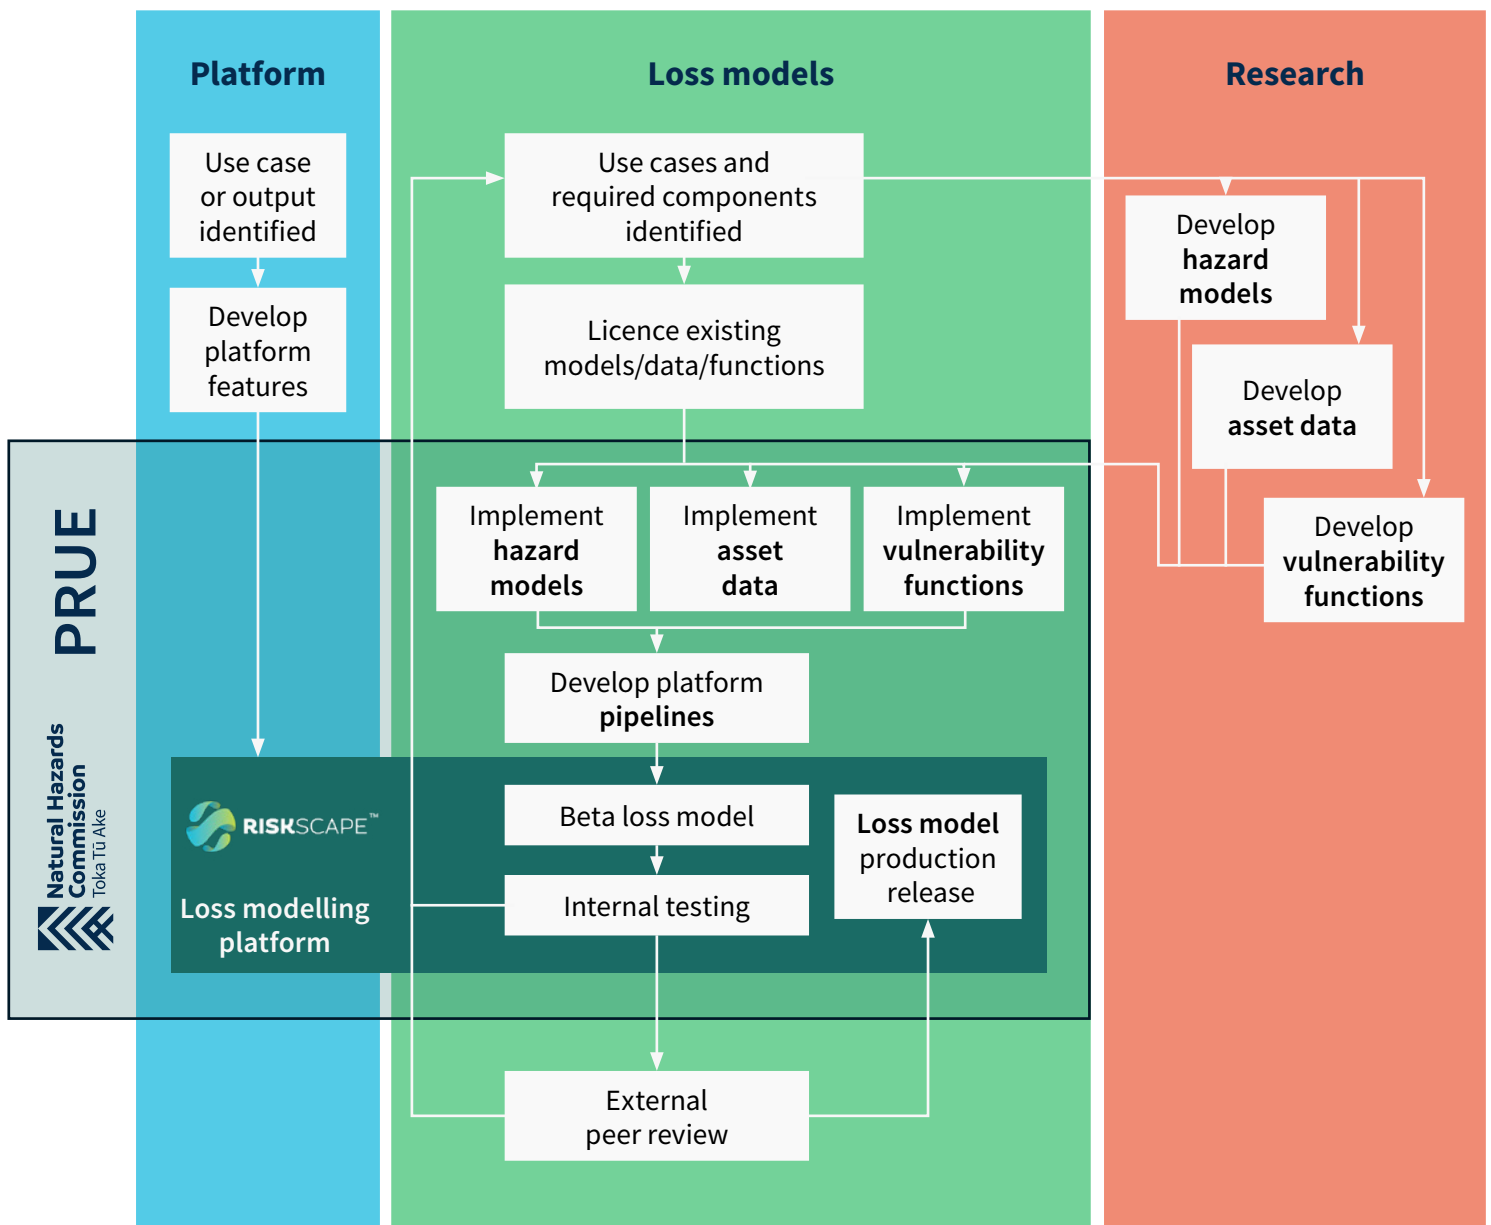 Platform
Loss models
Research
Use case
or output
identified
Develop
platform
features
Use cases and
required components
identified
Licence existing
models/data/functions
Develop
hazard
models
Develop
asset data
Develop
vulnerability
functions
PRUE
Natural Hazards
Commission
Toka Tū Ake
Implement
hazard
models
Implement
asset
data
Implement
vulnerability
functions
Develop platform
pipelines
RISKSCAPE™
Loss modelling
platform
Beta loss model
Internal testing
Loss model
production
release
External
peer review